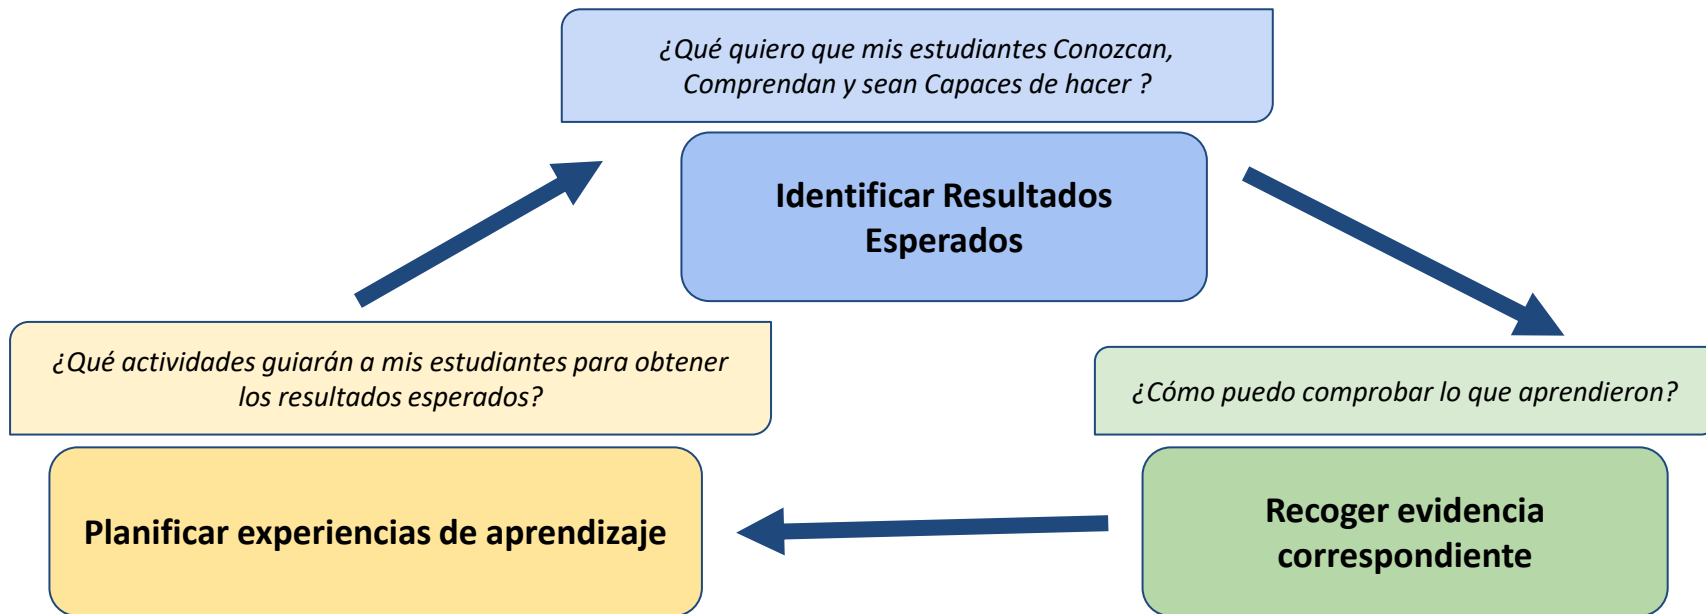 ¿Qué quiero que mis estudiantes Conozcan,
Comprendan y sean Capaces de hacer ?
Identificar Resultados
Esperados
¿Qué actividades guiarán a mis estudiantes para obtener
los resultados esperados?
Planificar experiencias de aprendizaje
¿Cómo puedo comprobar lo que aprendieron?
Recoger evidencia
correspondiente